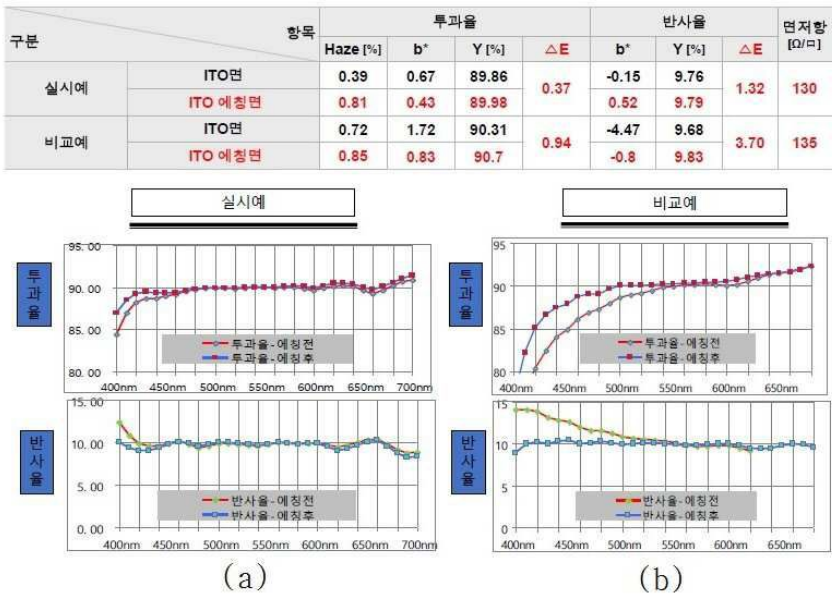 구분 항목 투과율 반사율 면저항 [Ω/ㅁ]
Haze [%] b* Y [%] △E b* Y [%] △E
실시예 ITO면 0.39 0.67 89.86 0.37 -0.15 9.76 1.32 130
ITO 에칭면 0.81 0.43 89.98 0.52 9.79
비교예 ITO면 0.72 1.72 90.31 0.94 -4.47 9.68 3.70 135
ITO 에칭면 0.85 0.83 90.7 -0.8 9.83
실시예
비교예
투과율
95.00
90.00
85.00
80.00
투과율-에칭전
투과율-에칭후
400nm 450nm 500nm 550nm 600nm 650nm 700nm
투과율
95
90
85
80
투과율-에칭전
투과율-에칭후
400nm 450nm 500nm 550nm 600nm 650nm
반사율
15.00
10.00
5.00
0.00
반사율-에칭전
반사율-에칭후
400nm 450nm 500nm 550nm 600nm 650nm 700nm
반사율
15
10
5
0
반사율-에칭전
반사율-에칭후
400nm 450nm 500nm 550nm 600nm 650nm
(a)
(b)